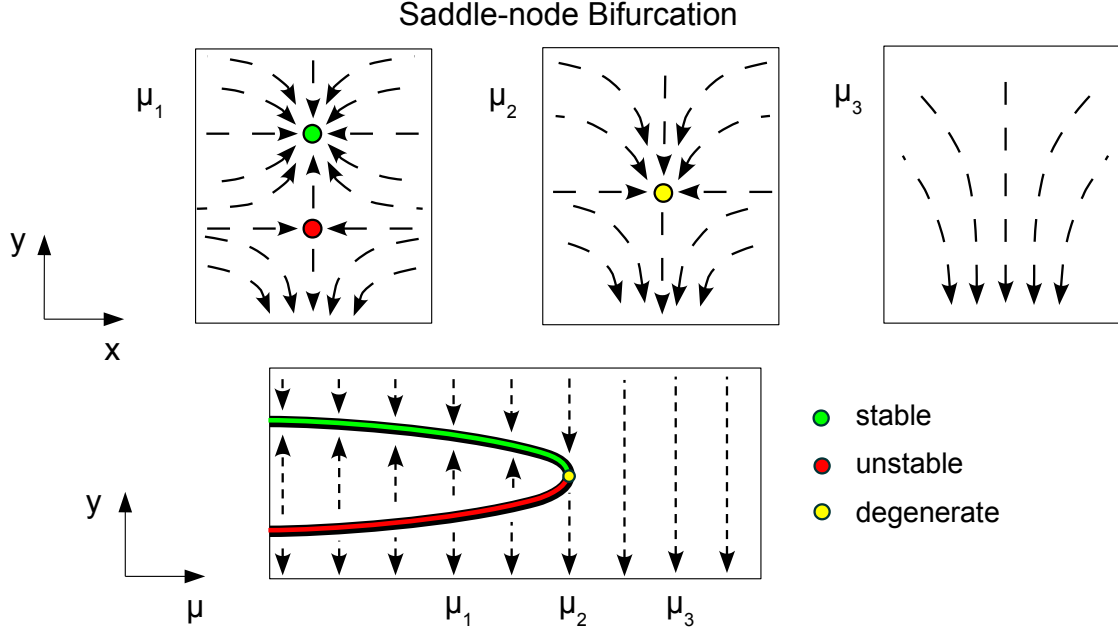 Saddle-node Bifurcation
μ1
μ2
μ3
y
x
stable
unstable
degenerate
y
μ
μ1
μ2
μ3